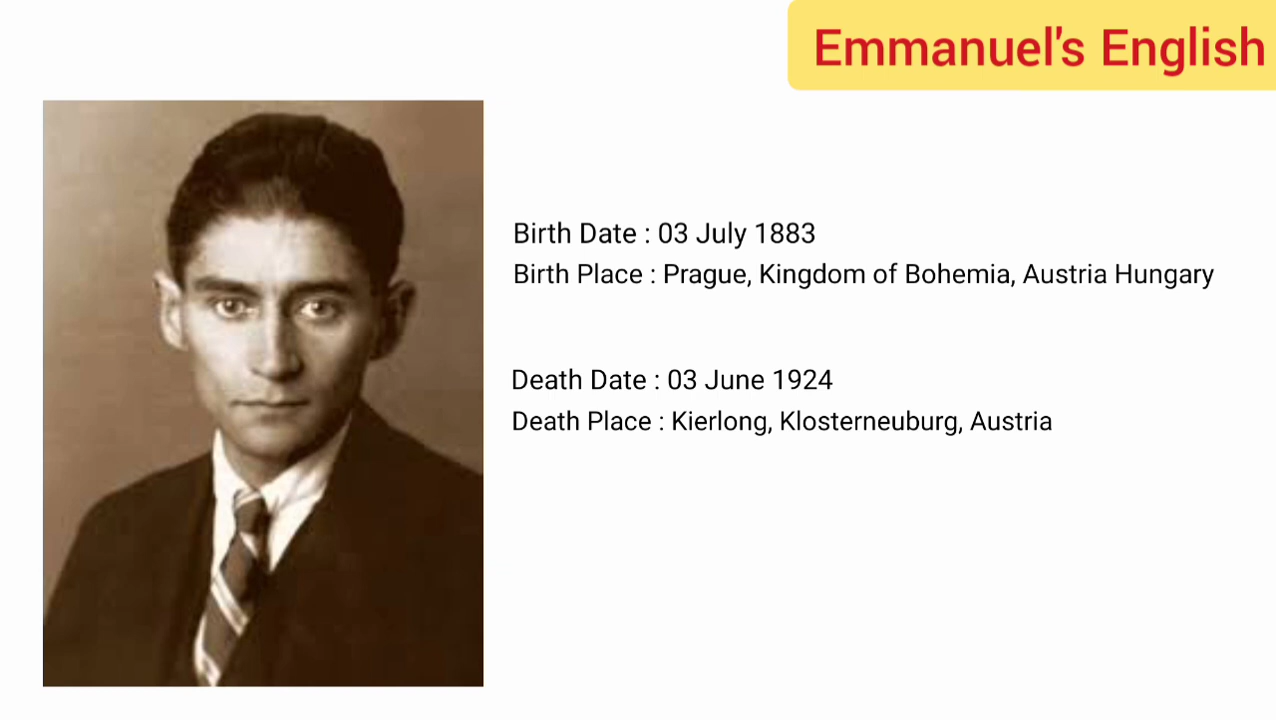 Emmanuel's English
Birth Date : 03 July 1883
Birth Place : Prague, Kingdom of Bohemia, Austria Hungary
Death Date : 03 June 1924
Death Place : Kierlong, Klosterneuburg, Austria